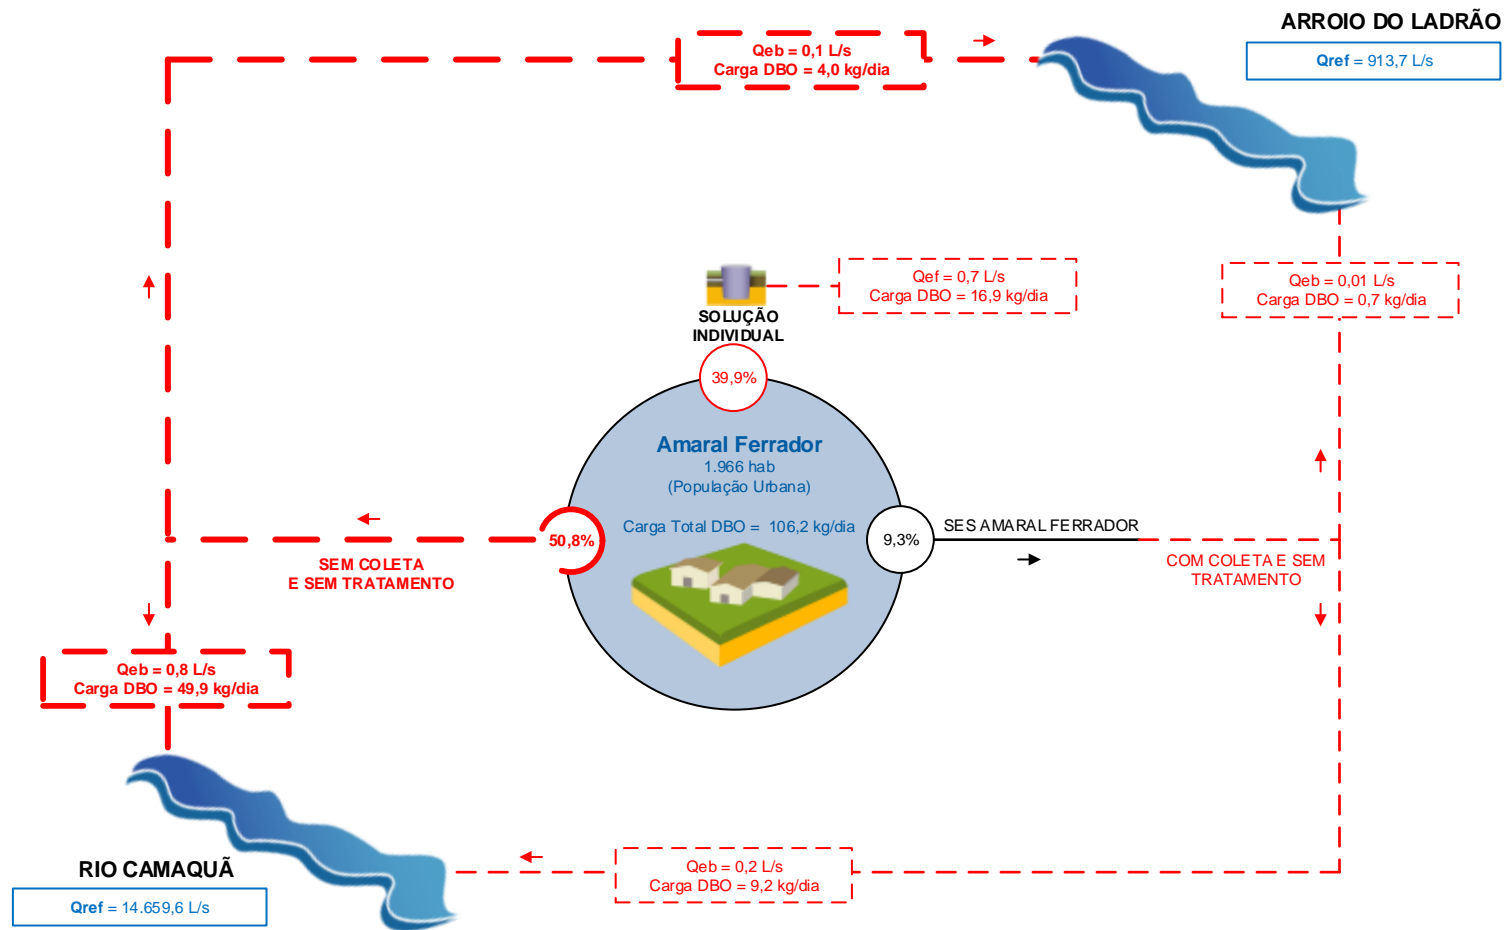 ARROIO DO LADRÃO
Qref = 913,7 L/s
Qeb = 0,1 L/s
Carga DBO = 4,0 kg/dia
Qef = 0,7 L/s
Carga DBO = 16,9 kg/dia
Qeb = 0,01 L/s
Carga DBO = 0,7 kg/dia
SOLUÇÃO
INDIVIDUAL
39,9%
Amaral Ferrador
1.966 hab
(População Urbana)
Carga Total DBO = 106,2 kg/dia
50,8%
9,3%
SES AMARAL FERRADOR
SEM COLETA
E SEM TRATAMENTO
COM COLETA E SEM
TRATAMENTO
Qeb = 0,8 L/s
Carga DBO = 49,9 kg/dia
RIO CAMAQUÃ
Qref = 14.659,6 L/s
Qeb = 0,2 L/s
Carga DBO = 9,2 kg/dia